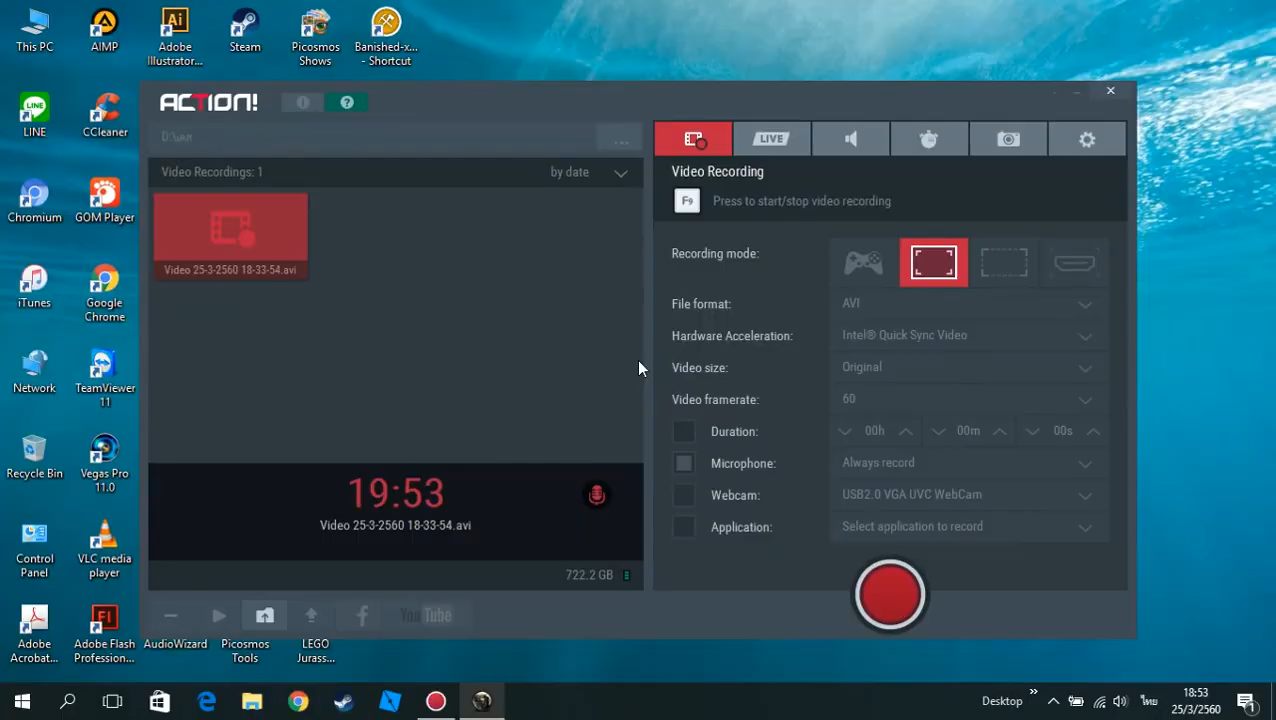 This PC
AIMP
Adobe
Illustrator...
Steam
Picosmos
Shows
Banished-x...
- Shortcut
LINE
CCleaner
Chromium
GOM Player
iTunes
Google
Chrome
Network
TeamViewer
11
Recycle Bin
Vegas Pro
11.0
Control
Panel
VLC media
player
Adobe
Acrobat...
Adobe Flash
Profession...
AudioWizard
Picosmos
Tools
LEGO
Jurass...
ACTION!
?
Video Recordings: 1
by date
Video 25-3-2560 18-33-54.avi
19:53
Video 25-3-2560 18-33-54.avi
722.2 GB
YouTube
LIVE
Video Recording
F9
Press to start/stop video recording
Recording mode:
File format:
AVI
Hardware Acceleration:
Intel® Quick Sync Video
Video size:
Original
Video framerate:
60
Duration:
00h
00m
00s
Microphone:
Always record
Webcam:
USB2.0 VGA UVC WebCam
Application:
Select application to record
Desktop
ไทย
18:53
25/3/2560
1